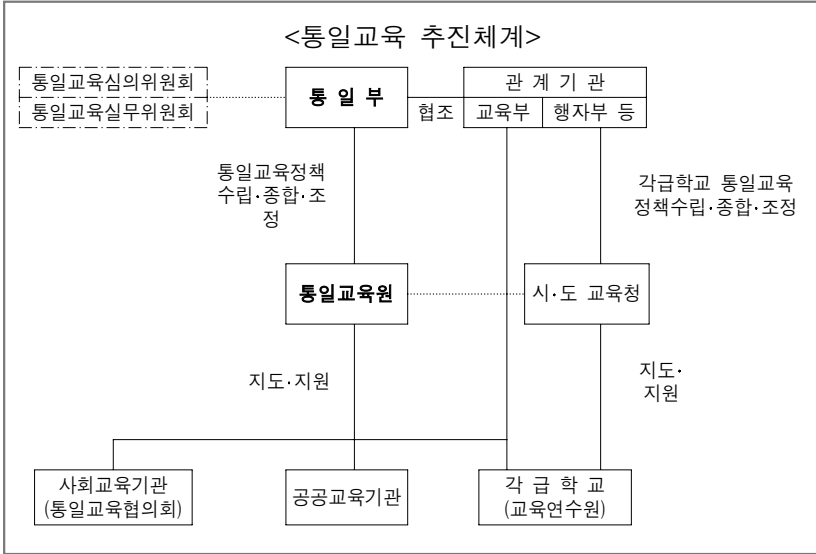 <통일교육 추진체계>
통일교육심의위원회
통일교육실무위원회
통 일 부
협조
관 계 기 관
교육부
행자부 등
통일교육정책
수립·종합·조
정
각급학교 통일교육
정책수립·종합·조정
통일교육원
시·도 교육청
지도·지원
지도·
지원
사회교육기관
(통일교육협의회)
공공교육기관
각 급 학 교
(교육연수원)